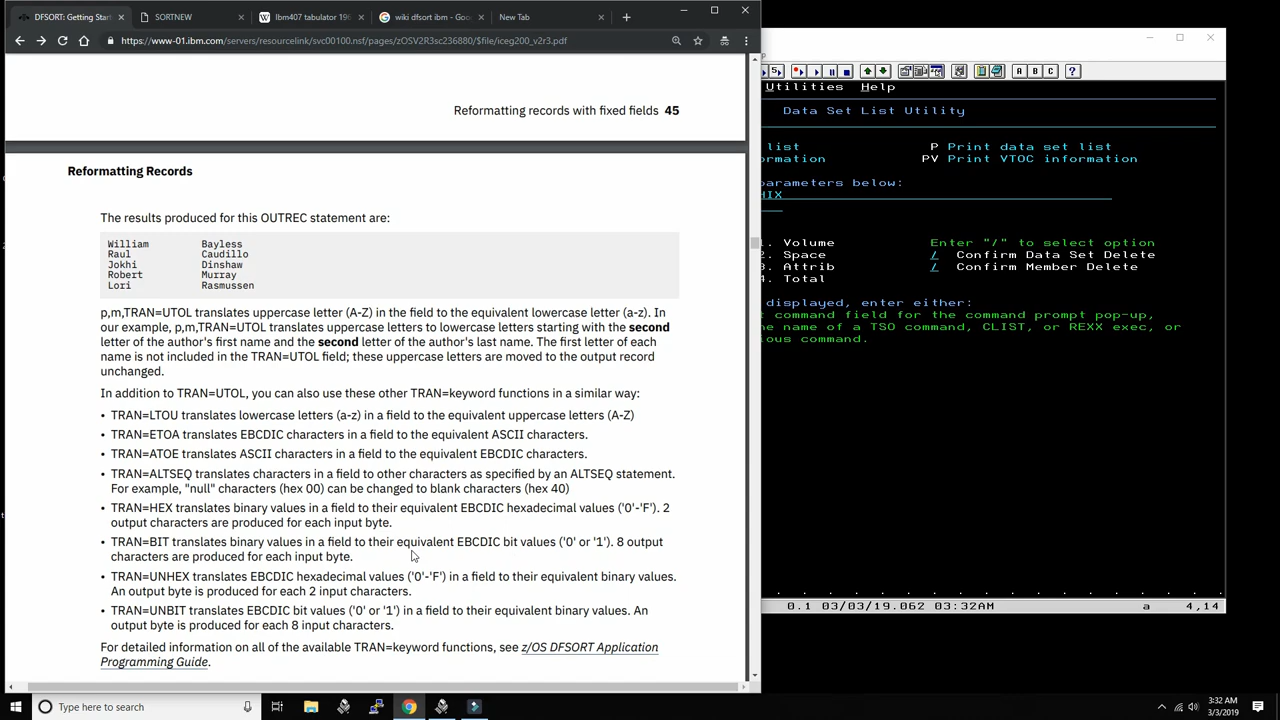 DFSORT: Getting Star
SORTNEW
Ibm407 tabulator 198
wiki dfsort ibm - Goo
New Tab
https://www-01.ibm.com/servers/resourcelink/svc00100.nsf/pages/zOSV2R3sc236880/$file/iceg200_v2r3.pdf
Reformatting records with fixed fields 45
Reformatting Records
The results produced for this OUTREC statement are:
William Bayless
Raul Caudillo
Jokhi Dinshaw
Robert Murray
Lori Rasmussen
p,m,TRAN=UTOL translates uppercase letter (A-Z) in the field to the equivalent lowercase letter (a-z). In
our example, p,m,TRAN=UTOL translates uppercase letters to lowercase letters starting with the second
letter of the author's first name and the second letter of the author's last name. The first letter of each
name is not included in the TRAN=UTOL field; these uppercase letters are moved to the output record
unchanged.
In addition to TRAN=UTOL, you can also use these other TRAN=keyword functions in a similar way:
• TRAN=LTOU translates lowercase letters (a-z) in a field to the equivalent uppercase letters (A-Z)
• TRAN=ETOA translates EBCDIC characters in a field to the equivalent ASCII characters.
• TRAN=ATOE translates ASCII characters in a field to the equivalent EBCDIC characters.
• TRAN=ALTSEQ translates characters in a field to other characters as specified by an ALTSEQ statement.
For example, "null" characters (hex 00) can be changed to blank characters (hex 40)
• TRAN=HEX translates binary values in a field to their equivalent EBCDIC hexadecimal values ('0'-'F'). 2
output characters are produced for each input byte.
• TRAN=BIT translates binary values in a field to their equivalent EBCDIC bit values ('0' or '1'). 8 output
characters are produced for each input byte.
• TRAN=UNHEX translates EBCDIC hexadecimal values ('0'-'F') in a field to their equivalent binary values.
An output byte is produced for each 2 input characters.
• TRAN=UNBIT translates EBCDIC bit values ('0' or '1') in a field to their equivalent binary values. An
output byte is produced for each 8 input characters.
For detailed information on all of the available TRAN=keyword functions, see z/OS DFSORT Application
Programming Guide.
A B C ?
Utilities Help
Data Set List Utility
list P Print data set list
ormation PV Print VTOC information
parameters below:
HIX
1. Volume Enter "/" to select option
2. Space / Confirm Data Set Delete
3. Attrib / Confirm Member Delete
4. Total
displayed, enter either:
t command field for the command prompt pop-up,
he name of a TSO command, CLIST, or REXX exec, or
ious command.
0.1 03/03/19.062 03:32AM a 4,14
Type here to search
3:32 AM
3/3/2019